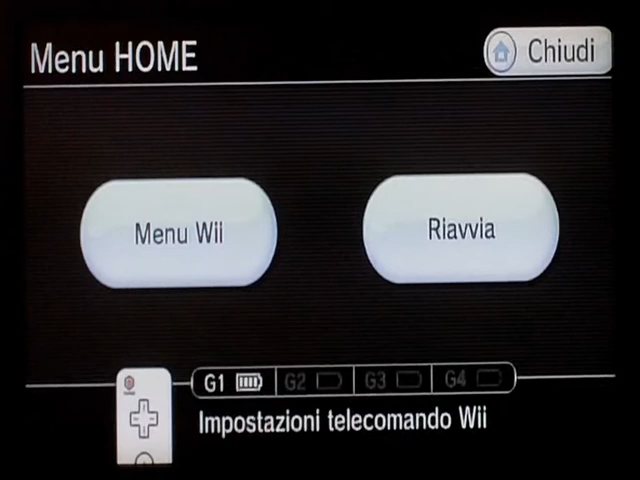 Menu HOME
Chiudi
Menu Wii
Riavvia
G1 G2 G3 G4
Impostazioni telecomando Wii